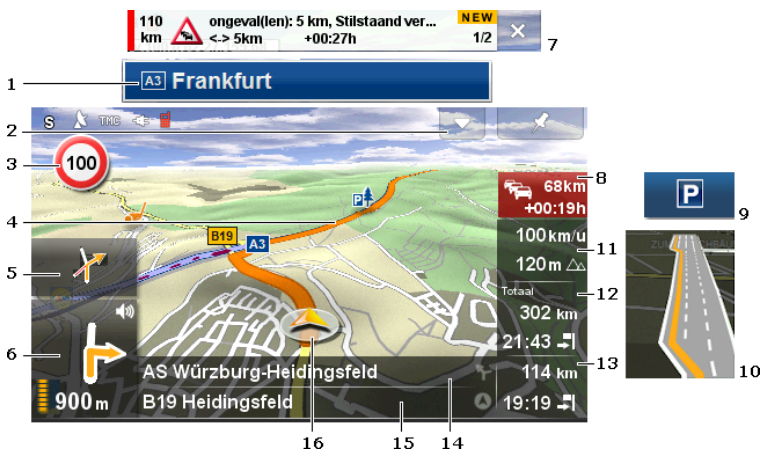 110 km
ongeval(len): 5 km, Stilstand ver...
NEW
<-> 5km +00:27h 1/2
7
1
A3 Frankfurt
2
S TMC
3
100
8
68km
+00:19h
P
P
9
4
B19
A3
100 km/u
11
120 m
5
Totaal
12
302 km
21:43
6
13
AS Würzburg-Heidingsfeld
114 km
10
900 m
B19 Heidingsfeld
19:19
16
15
14